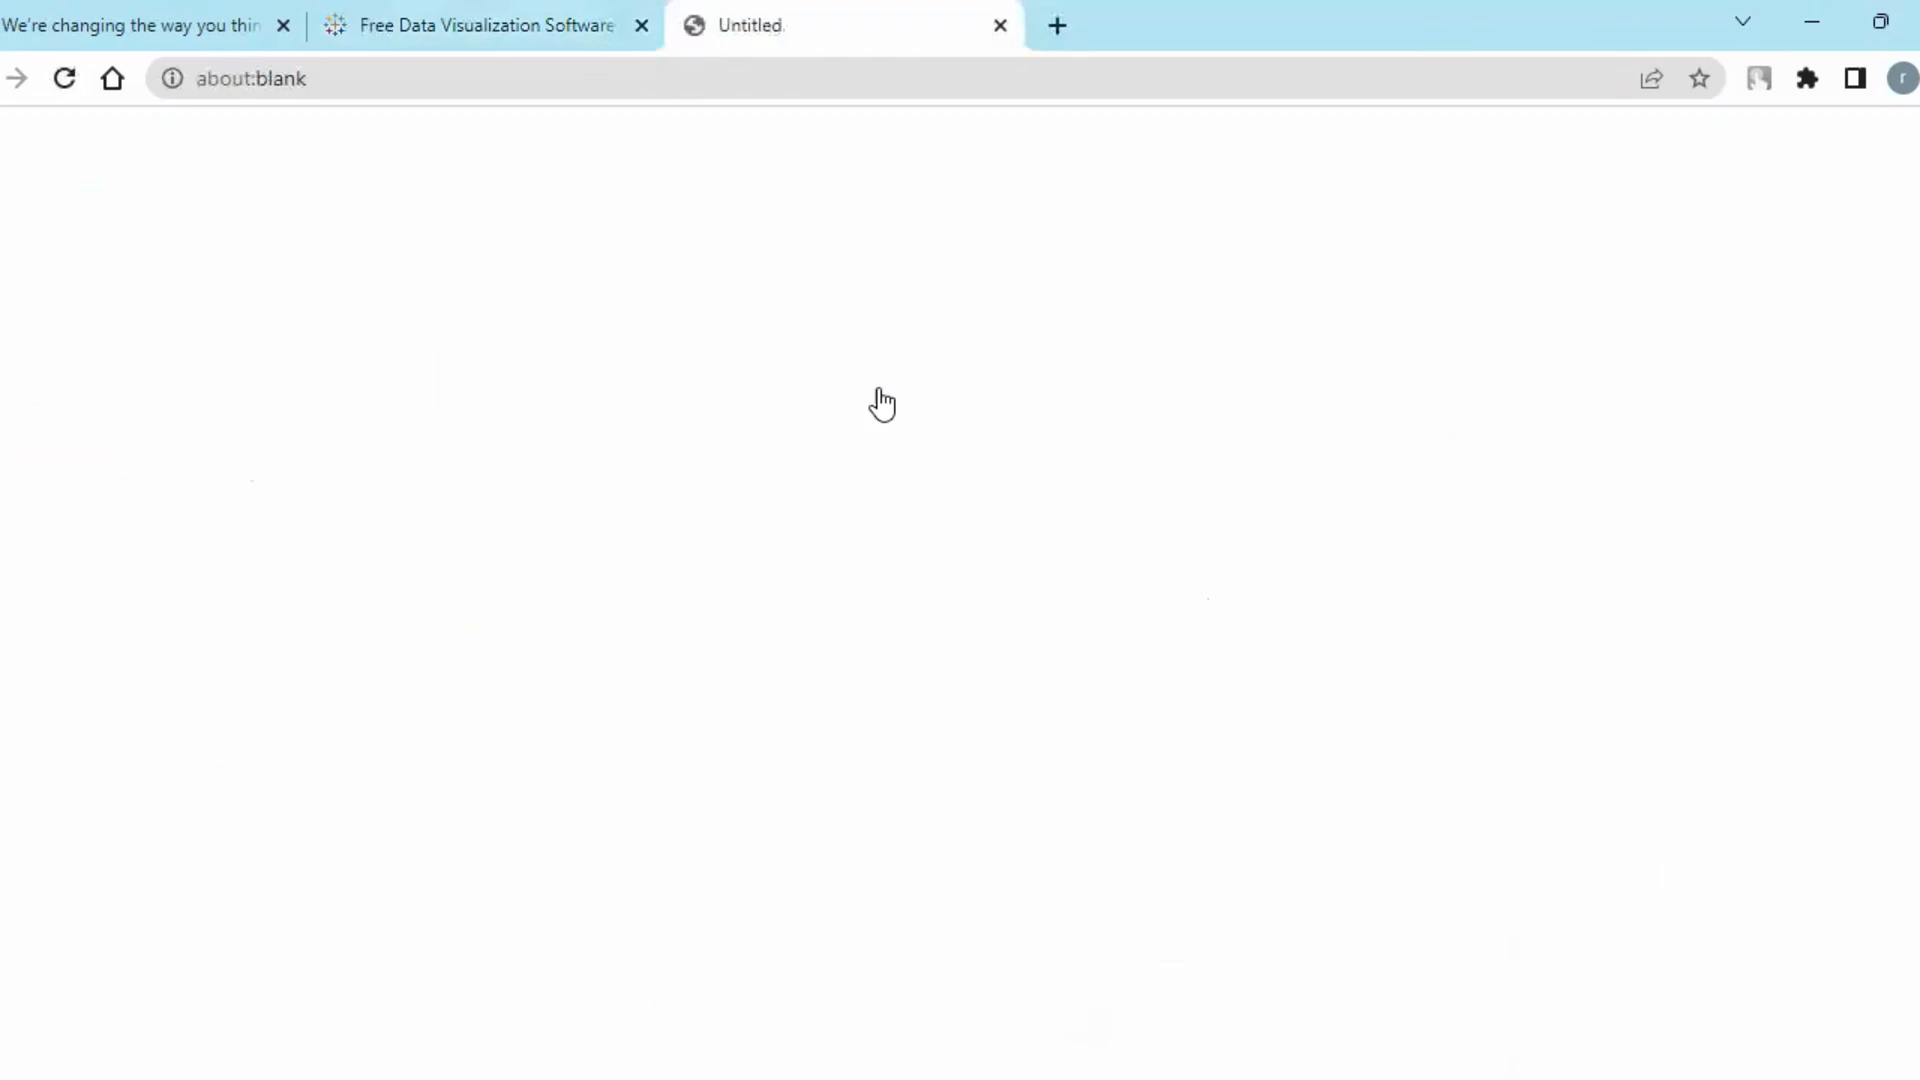 We're changing the way you thin
Free Data Visualization Software
Untitled
about:blank
r